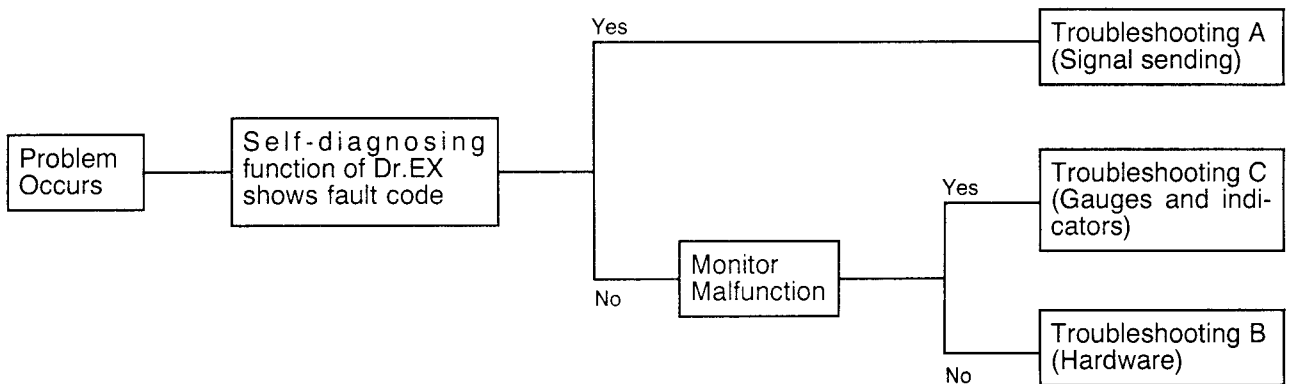 Problem
Occurs
Self-diagnosing
function of Dr.EX
shows fault code
Yes
Troubleshooting A
(Signal sending)
No
Monitor
Malfunction
Yes
Troubleshooting C
(Gauges and indi-
cators)
No
Troubleshooting B
(Hardware)